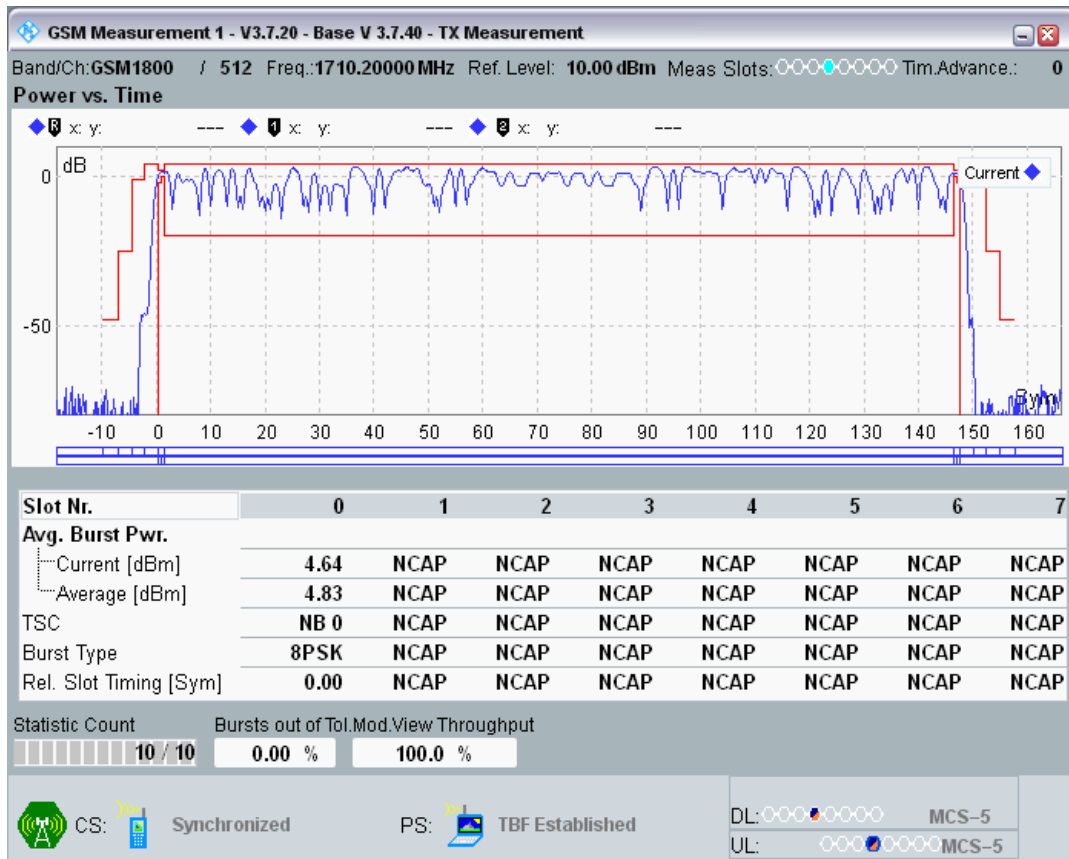 GSM Measurement 1 - V3.7.20 - Base V 3.7.40 - TX Measurement
Band/Ch:GSM1800 / 512 Freq.:1710.20000 MHz Ref. Level: 10.00 dBm Meas Slots: Tim.Advance.: 0
Power vs. Time
R x: y: --- 1 x: y: --- 2 x: y: ---
dB
Current
0
-50
Sym
-10 0 10 20 30 40 50 60 70 80 90 100 110 120 130 140 150 160
Slot Nr. 0 1 2 3 4 5 6 7
Avg. Burst Pwr.
Current [dBm] 4.64 NCAP NCAP NCAP NCAP NCAP NCAP NCAP
Average [dBm] 4.83 NCAP NCAP NCAP NCAP NCAP NCAP NCAP
TSC NB 0 NCAP NCAP NCAP NCAP NCAP NCAP NCAP
Burst Type 8PSK NCAP NCAP NCAP NCAP NCAP NCAP NCAP
Rel. Slot Timing [Sym] 0.00 NCAP NCAP NCAP NCAP NCAP NCAP NCAP
Statistic Count Bursts out of Tol. Mod.View Throughput
10 / 10 0.00 % 100.0 %
CS: Synchronized PS: TBF Established DL: MCS-5
UL: MCS-5